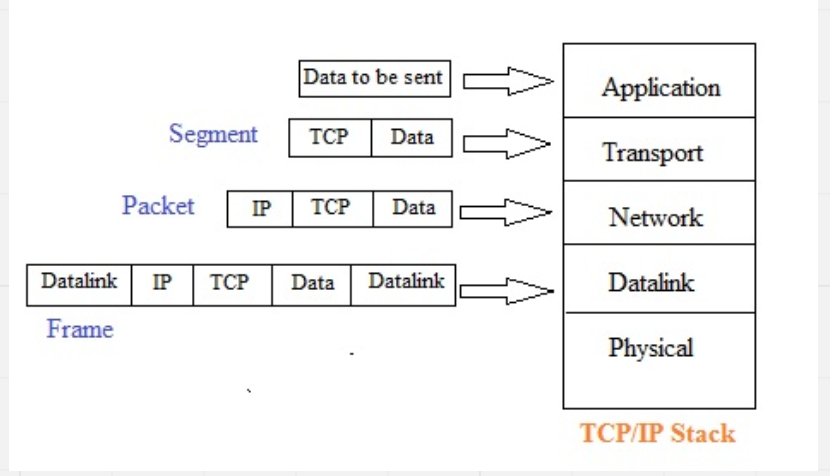 Data to be sent
Application
Segment TCP Data
Transport
Packet IP TCP Data
Network
Datalink IP TCP Data Datalink
Datalink
Frame
Physical
TCP/IP Stack